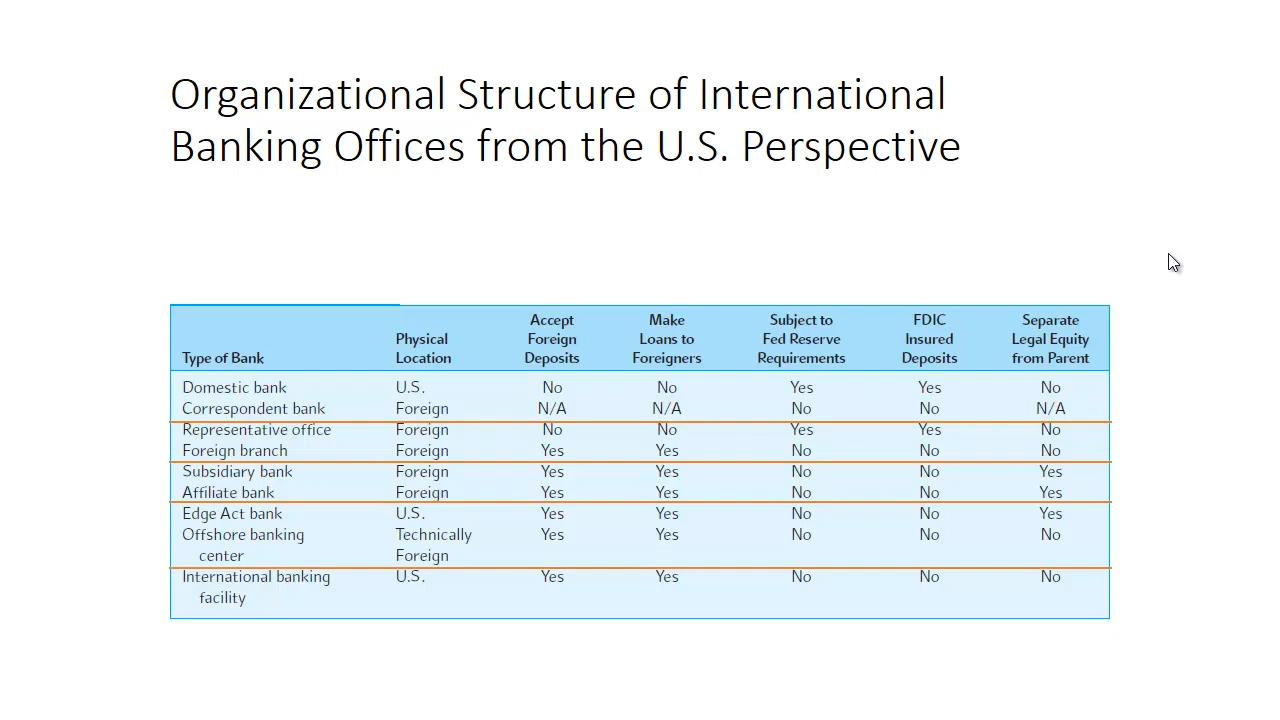 Organizational Structure of International
Banking Offices from the U.S. Perspective
Accept Make Subject to FDIC Separate
Physical Foreign Loans to Fed Reserve Insured Legal Equity
Type of Bank Location Deposits Foreigners Requirements Deposits from Parent
Domestic bank U.S. No No Yes Yes No
Correspondent bank Foreign N/A N/A No No N/A
Representative office Foreign No No Yes Yes No
Foreign branch Foreign Yes Yes No No No
Subsidiary bank Foreign Yes Yes No No Yes
Affiliate bank Foreign Yes Yes No No Yes
Edge Act bank U.S. Yes Yes No No Yes
Offshore banking Technically Yes Yes No No No
center Foreign
International banking U.S. Yes Yes No No No
facility